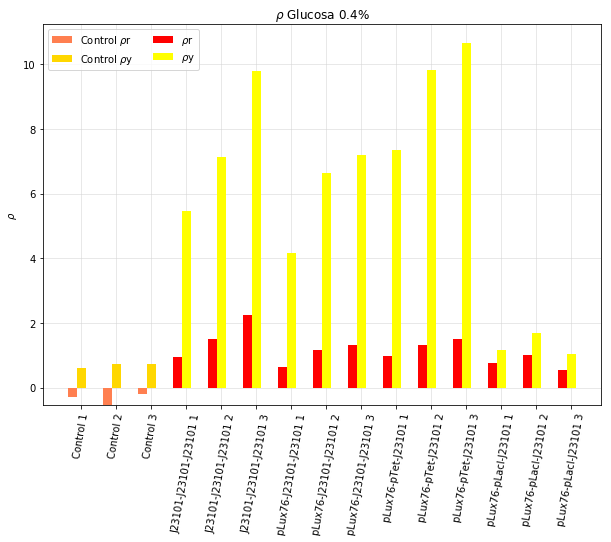 ρ Glucosa 0.4%
Control ρr
Control ρy
ρr
ρy
10
8
6
4
2
0
ρ
Control 1
Control 2
Control 3
J23101-J23101-J23101 1
J23101-J23101-J23101 2
J23101-J23101-J23101 3
pLux76-J23101-J23101 1
pLux76-J23101-J23101 2
pLux76-J23101-J23101 3
pLux76-pTet-J23101 1
pLux76-pTet-J23101 2
pLux76-pTet-J23101 3
pLux76-pLacI-J23101 1
pLux76-pLacI-J23101 2
pLux76-pLacI-J23101 3